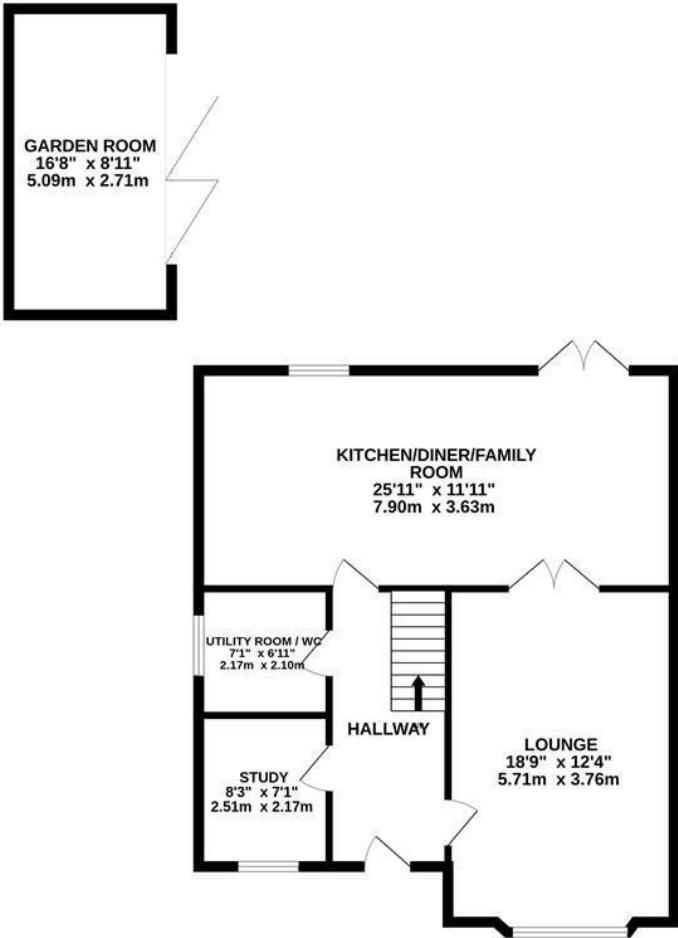 GARDEN ROOM
16'8" x 8'11"
5.09m x 2.71m
KITCHEN/DINER/FAMILY
ROOM
25'11" x 11'11"
7.90m x 3.63m
UTILITY ROOM / WC
7'1" x 6'11"
2.17m x 2.10m
HALLWAY
STUDY
8'3" x 7'1"
2.51m x 2.17m
LOUNGE
18'9" x 12'4"
5.71m x 3.76m